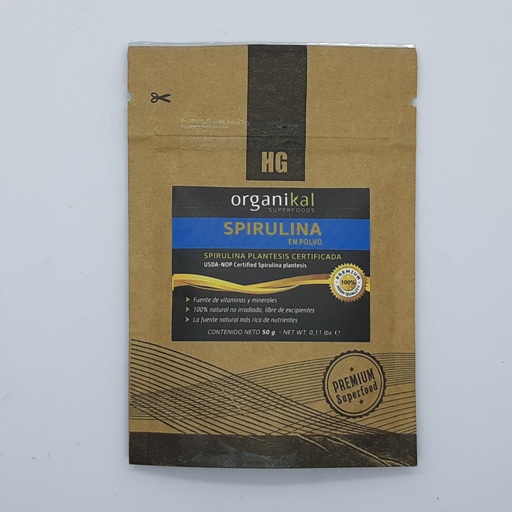 HG
organikal
SUPERFOODS
SPIRULINA
EN POLVO
SPIRULINA PLANTESIS CERTIFICADA
USDA-NOP Certified Spirulina plantesis
PREMIUM
100%
Fuente de vitaminas y minerales
100% natural no irradiada, libre de excipientes
La fuente natural más rica de nutrientes
CONTENIDO NETO 50 g - NET WT. 0,11 lbs ℮
PREMIUM
Superfood